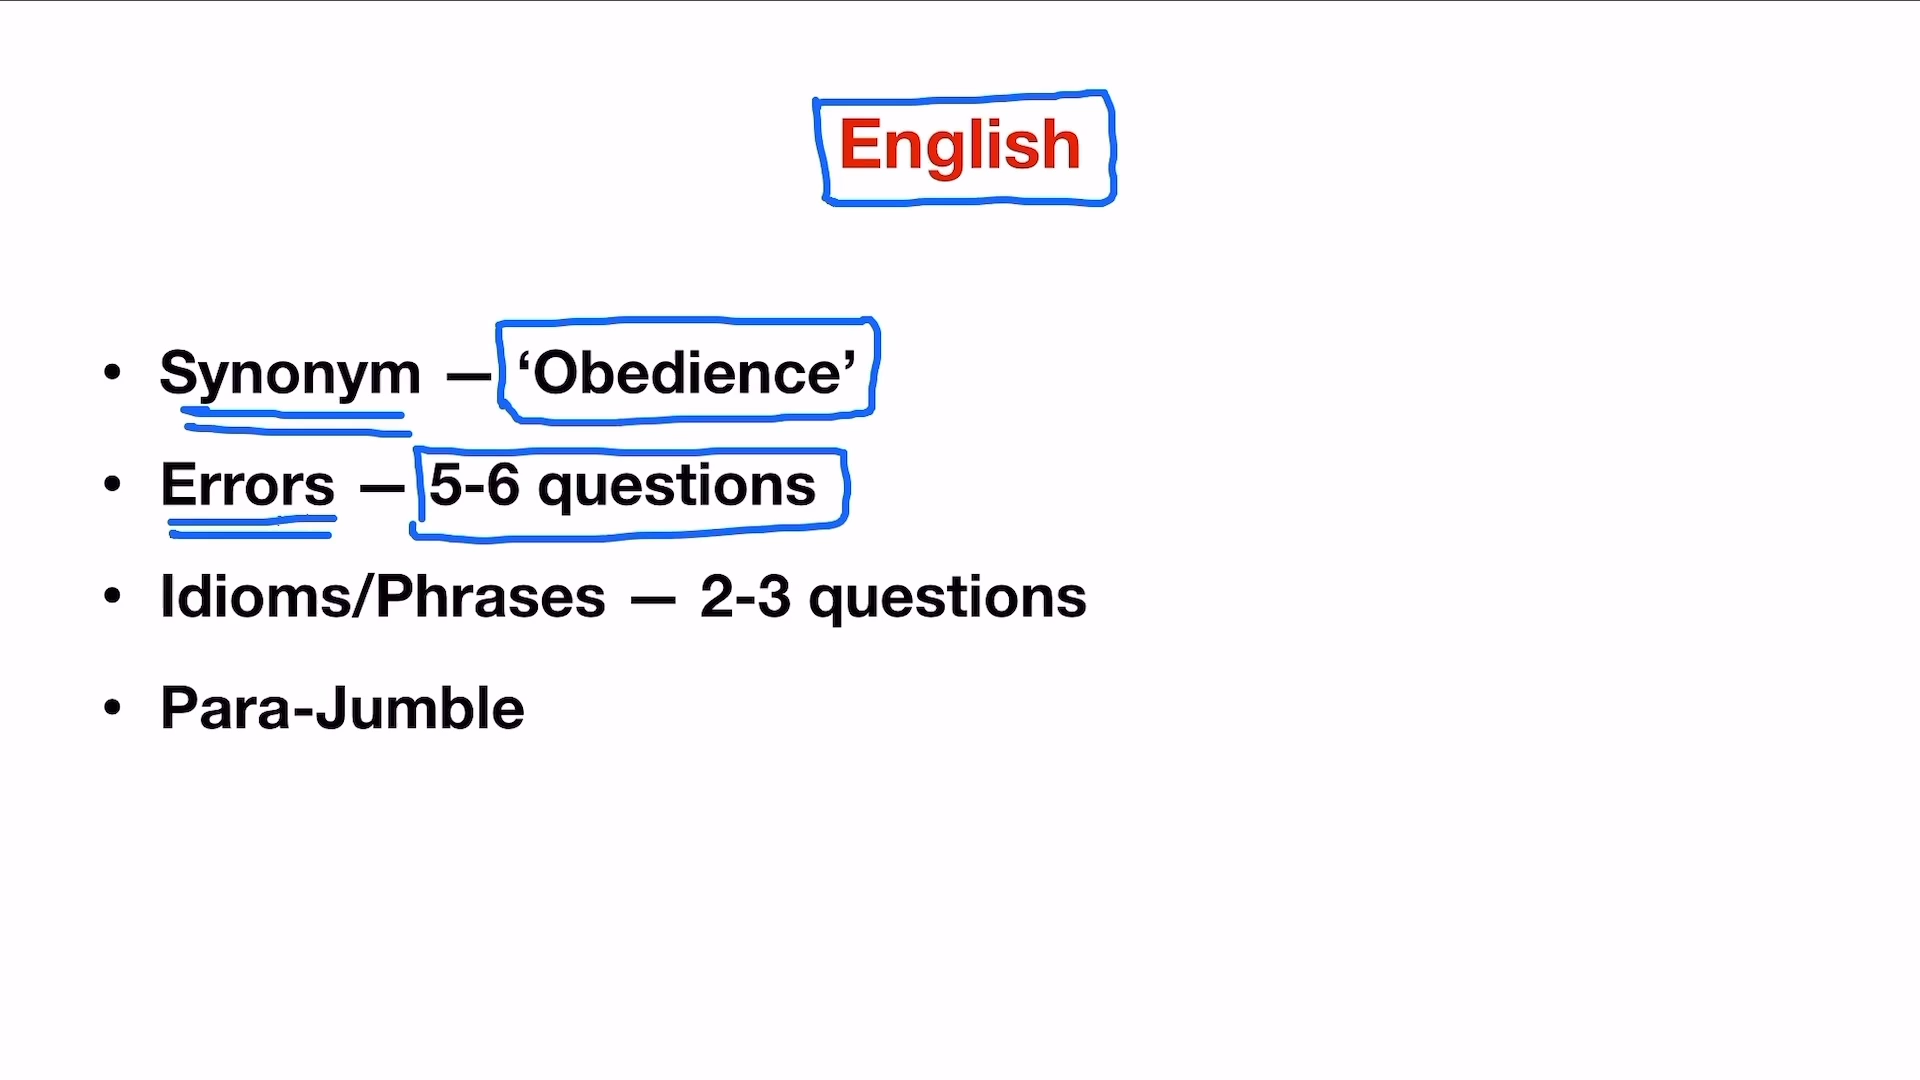 English
• Synonym — ‘Obedience’
• Errors — 5-6 questions
• Idioms/Phrases — 2-3 questions
• Para-Jumble